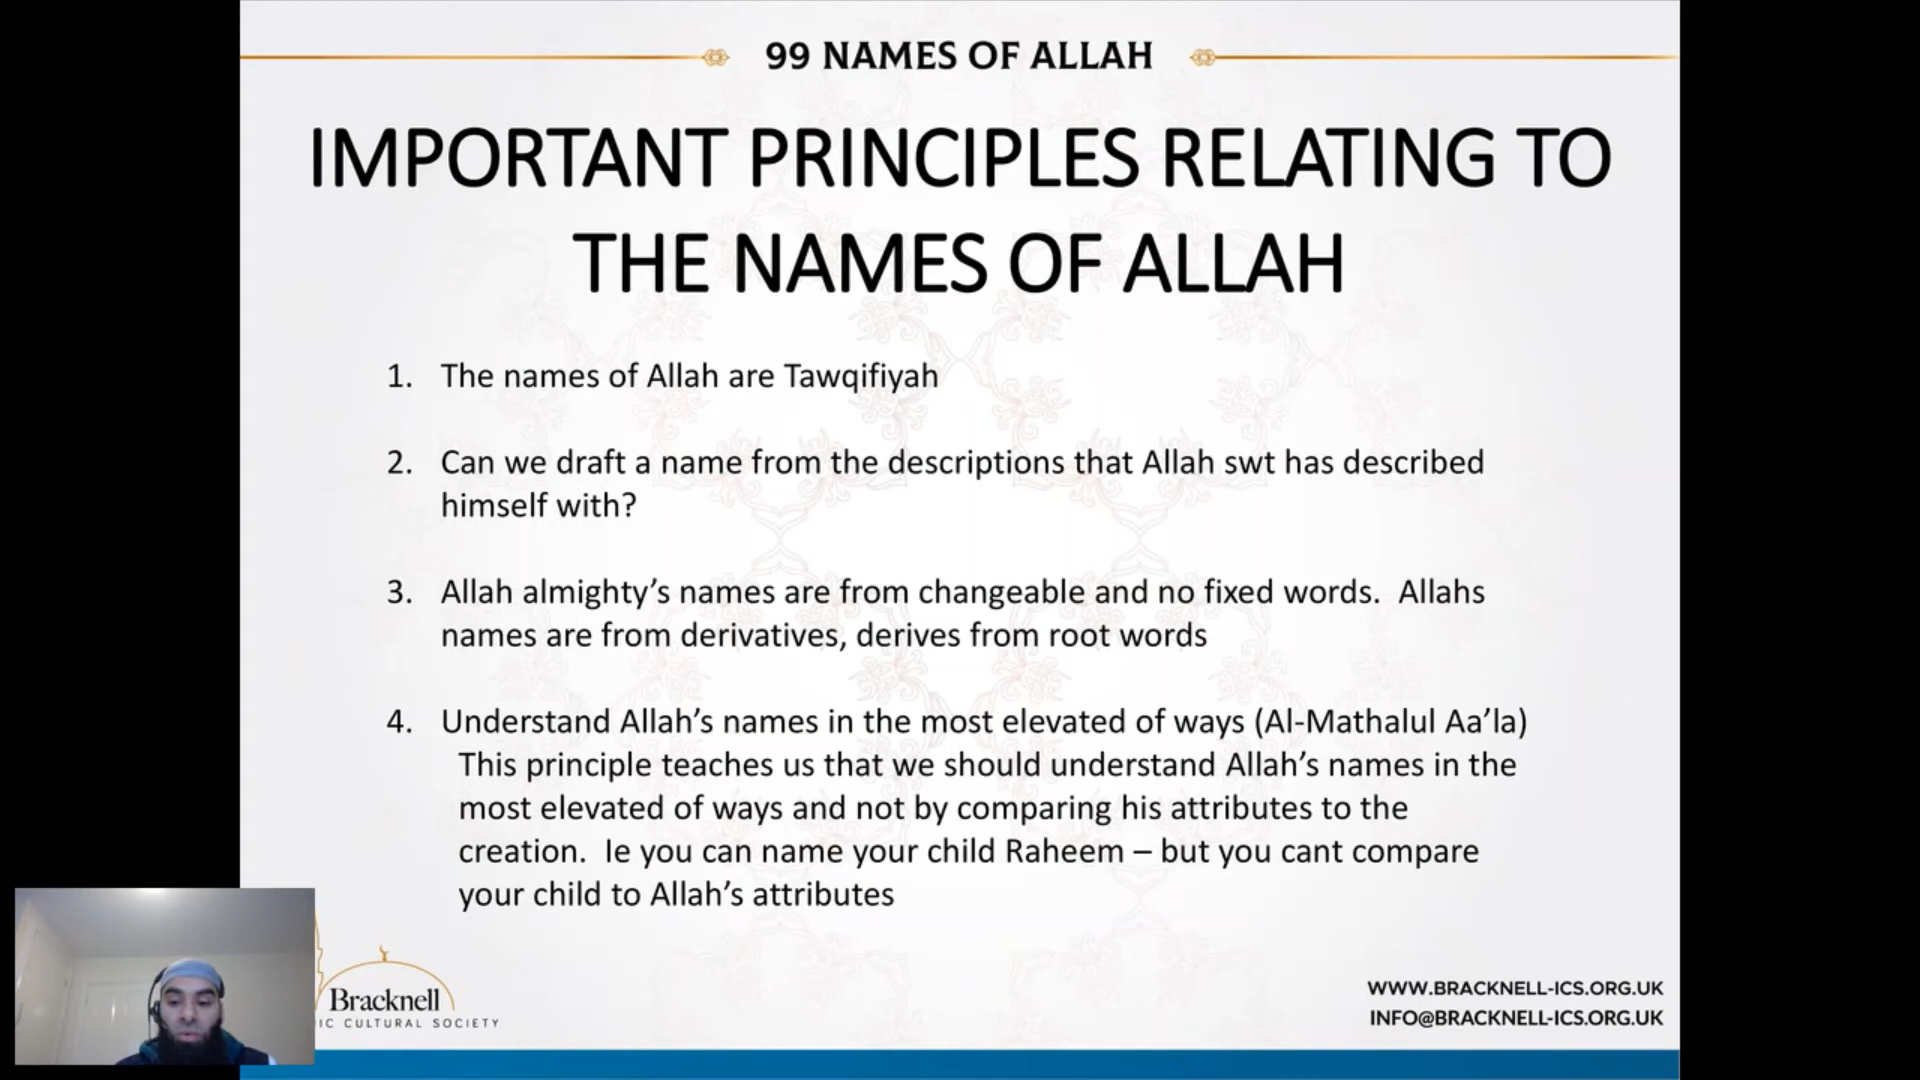 99 NAMES OF ALLAH
IMPORTANT PRINCIPLES RELATING TO
THE NAMES OF ALLAH
1. The names of Allah are Tawqifiyah
2. Can we draft a name from the descriptions that Allah swt has described
himself with?
3. Allah almighty’s names are from changeable and no fixed words.  Allahs
names are from derivatives, derives from root words
4. Understand Allah’s names in the most elevated of ways (Al-Mathalul Aa’la)
This principle teaches us that we should understand Allah’s names in the
most elevated of ways and not by comparing his attributes to the
creation.  Ie you can name your child Raheem – but you cant compare
your child to Allah’s attributes
Bracknell
IC CULTURAL SOCIETY
WWW.BRACKNELL-ICS.ORG.UK
INFO@BRACKNELL-ICS.ORG.UK